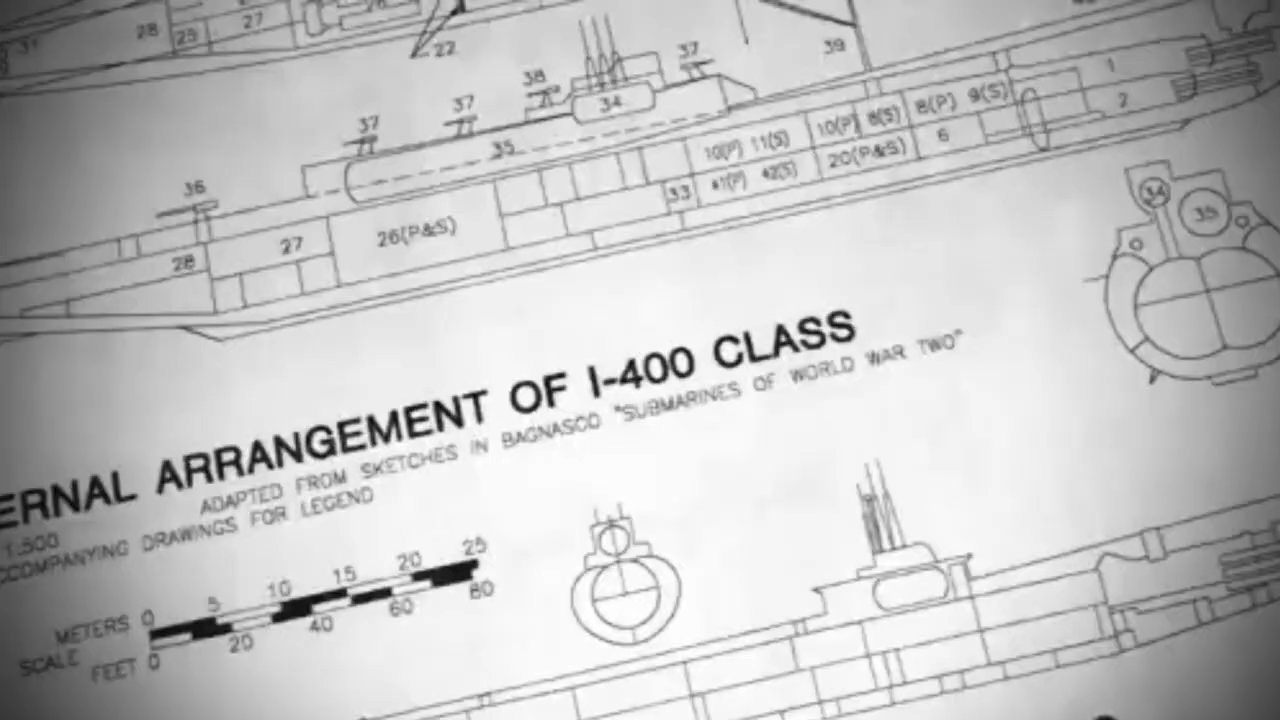 31
28
29
27
22
39
37
38
37
37
34
35
36
1
2
10(P) 11(S)
10(P) 8(S)
8(P) 9(S)
33
20(P&S)
6
26(P&S)
27
28
34
35
ERNAL ARRANGEMENT OF I-400 CLASS
ADAPTED FROM SKETCHES IN BAGNASCO "SUBMARINES OF WORLD WAR TWO"
1:500
CCOMPANYING DRAWINGS FOR LEGEND
METERS 0 5 10 15 20 25
SCALE
FEET 0 20 40 60 80